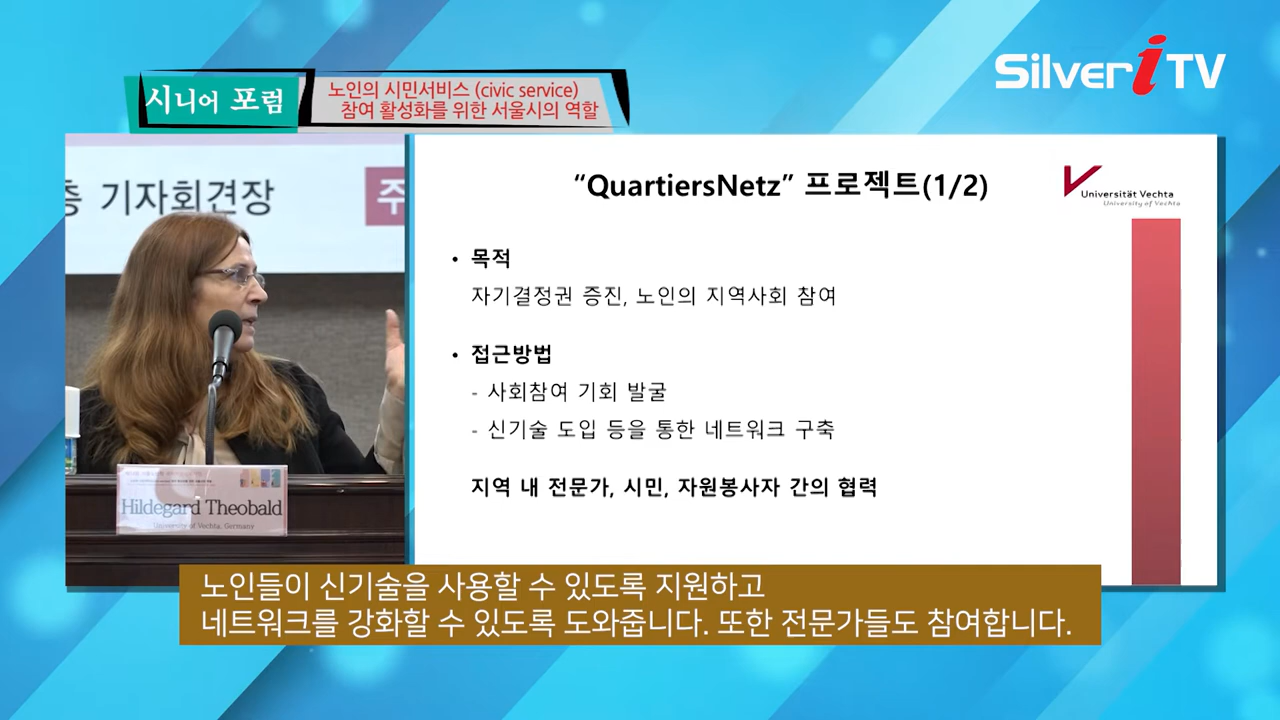 Silver i TV
시니어 포럼
노인의 시민서비스 (civic service)
참여 활성화를 위한 서울시의 역할
층 기자회견장
주
“QuartiersNetz” 프로젝트(1/2)
Universität Vechta
University of Vechta
• 목적
자기결정권 증진, 노인의 지역사회 참여
• 접근방법
- 사회참여 기회 발굴
- 신기술 도입 등을 통한 네트워크 구축
지역 내 전문가, 시민, 자원봉사자 간의 협력
Hildegard Theobald
University of Vechta, Germany
노인들이 신기술을 사용할 수 있도록 지원하고
네트워크를 강화할 수 있도록 도와줍니다. 또한 전문가들도 참여합니다.